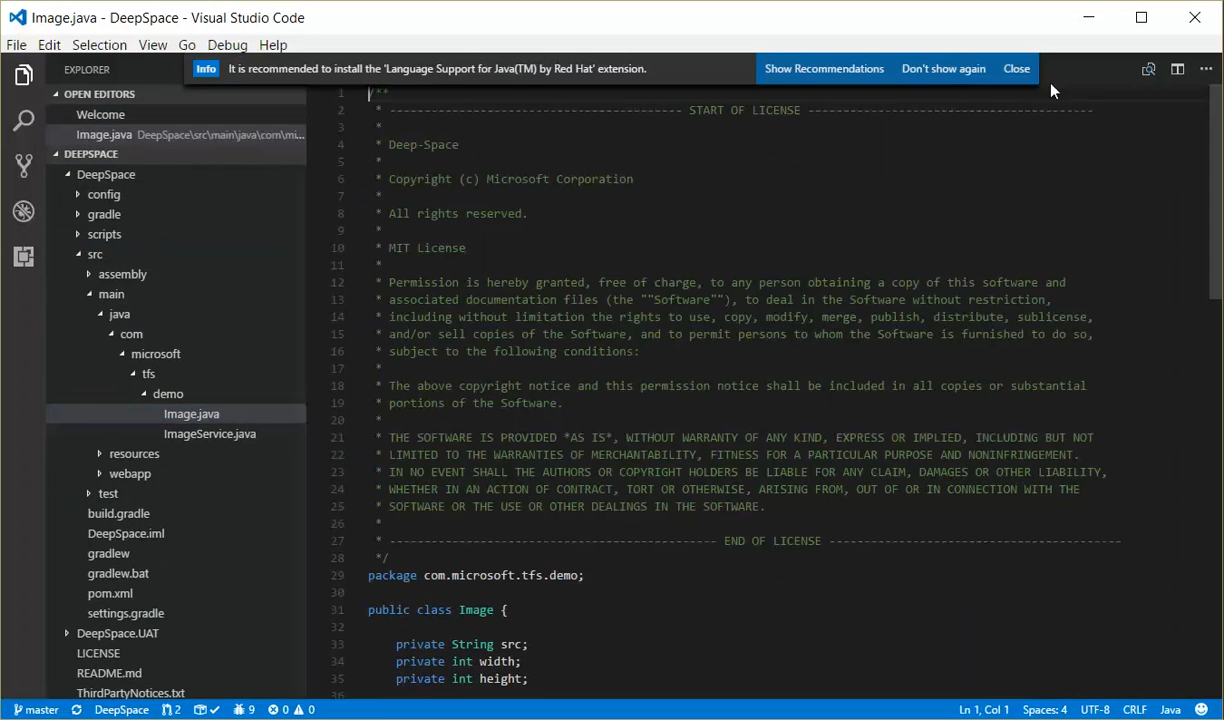 Image.java - DeepSpace - Visual Studio Code
File Edit Selection View Go Debug Help
EXPLORER
Info It is recommended to install the 'Language Support for Java(TM) by Red Hat' extension. Show Recommendations Don't show again Close
OPEN EDITORS
Welcome
Image.java DeepSpace\src\main\java\com\mi...
DEEPSPACE
DeepSpace
config
gradle
scripts
src
assembly
main
java
com
microsoft
tfs
demo
Image.java
ImageService.java
resources
webapp
test
build.gradle
DeepSpace.iml
gradlew
gradlew.bat
pom.xml
settings.gradle
DeepSpace.UAT
LICENSE
README.md
ThirdPartyNotices.txt
1 /**
2 * ------------------------------------------ START OF LICENSE -----------------------------------------
3 *
4 * Deep-Space
5 *
6 * Copyright (c) Microsoft Corporation
7 *
8 * All rights reserved.
9 *
10 * MIT License
11 *
12 * Permission is hereby granted, free of charge, to any person obtaining a copy of this software and
13 * associated documentation files (the ""Software""), to deal in the Software without restriction,
14 * including without limitation the rights to use, copy, modify, merge, publish, distribute, sublicense,
15 * and/or sell copies of the Software, and to permit persons to whom the Software is furnished to do so,
16 * subject to the following conditions:
17 *
18 * The above copyright notice and this permission notice shall be included in all copies or substantial
19 * portions of the Software.
20 *
21 * THE SOFTWARE IS PROVIDED *AS IS*, WITHOUT WARRANTY OF ANY KIND, EXPRESS OR IMPLIED, INCLUDING BUT NOT
22 * LIMITED TO THE WARRANTIES OF MERCHANTABILITY, FITNESS FOR A PARTICULAR PURPOSE AND NONINFRINGEMENT.
23 * IN NO EVENT SHALL THE AUTHORS OR COPYRIGHT HOLDERS BE LIABLE FOR ANY CLAIM, DAMAGES OR OTHER LIABILITY,
24 * WHETHER IN AN ACTION OF CONTRACT, TORT OR OTHERWISE, ARISING FROM, OUT OF OR IN CONNECTION WITH THE
25 * SOFTWARE OR THE USE OR OTHER DEALINGS IN THE SOFTWARE.
26 *
27 * ----------------------------------------------- END OF LICENSE ------------------------------------------
28 */
29 package com.microsoft.tfs.demo;
30
31 public class Image {
32
33 private String src;
34 private int width;
35 private int height;
36
master DeepSpace 2 9 0 0 Ln 1, Col 1 Spaces: 4 UTF-8 CRLF Java